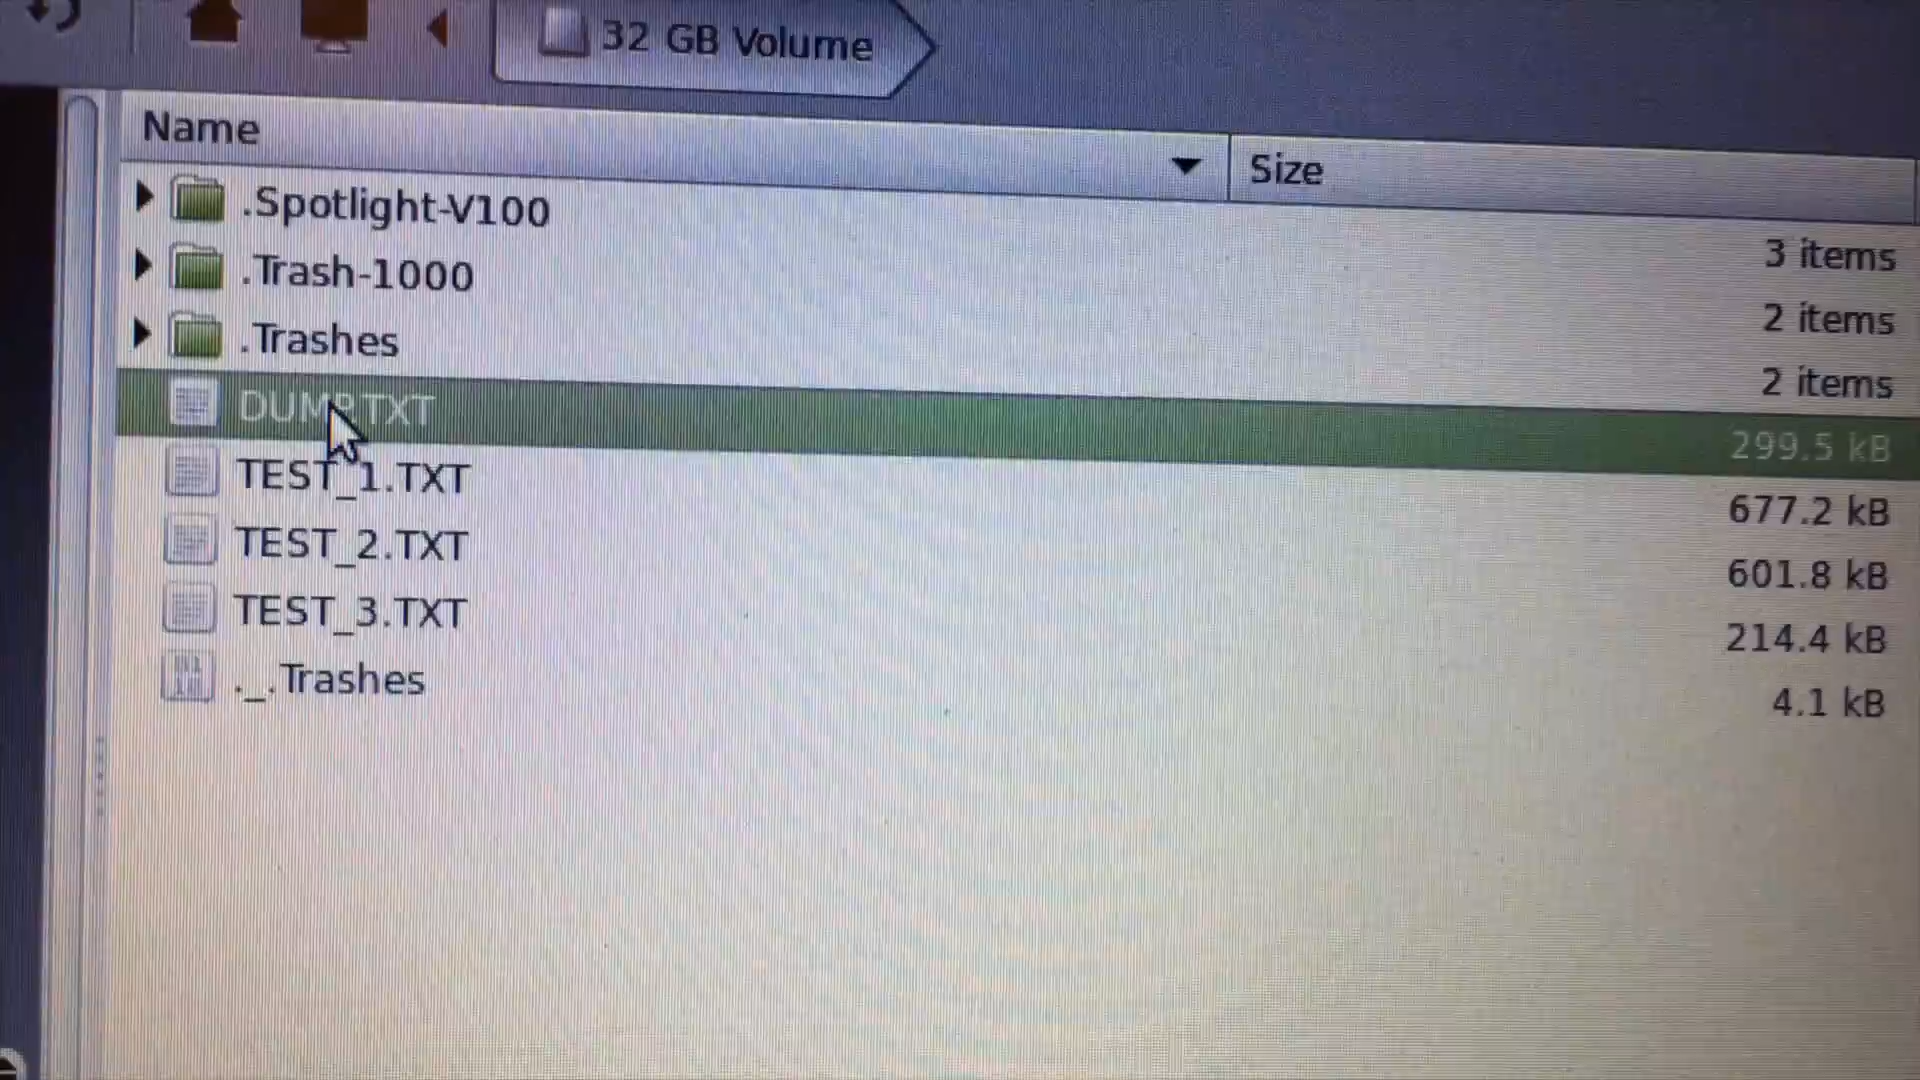 32 GB Volume
Name Size
.Spotlight-V100 3 items
.Trash-1000 2 items
.Trashes 2 items
DUMP.TXT 299.5 kB
TEST_1.TXT 677.2 kB
TEST_2.TXT 601.8 kB
TEST_3.TXT 214.4 kB
._.Trashes 4.1 kB